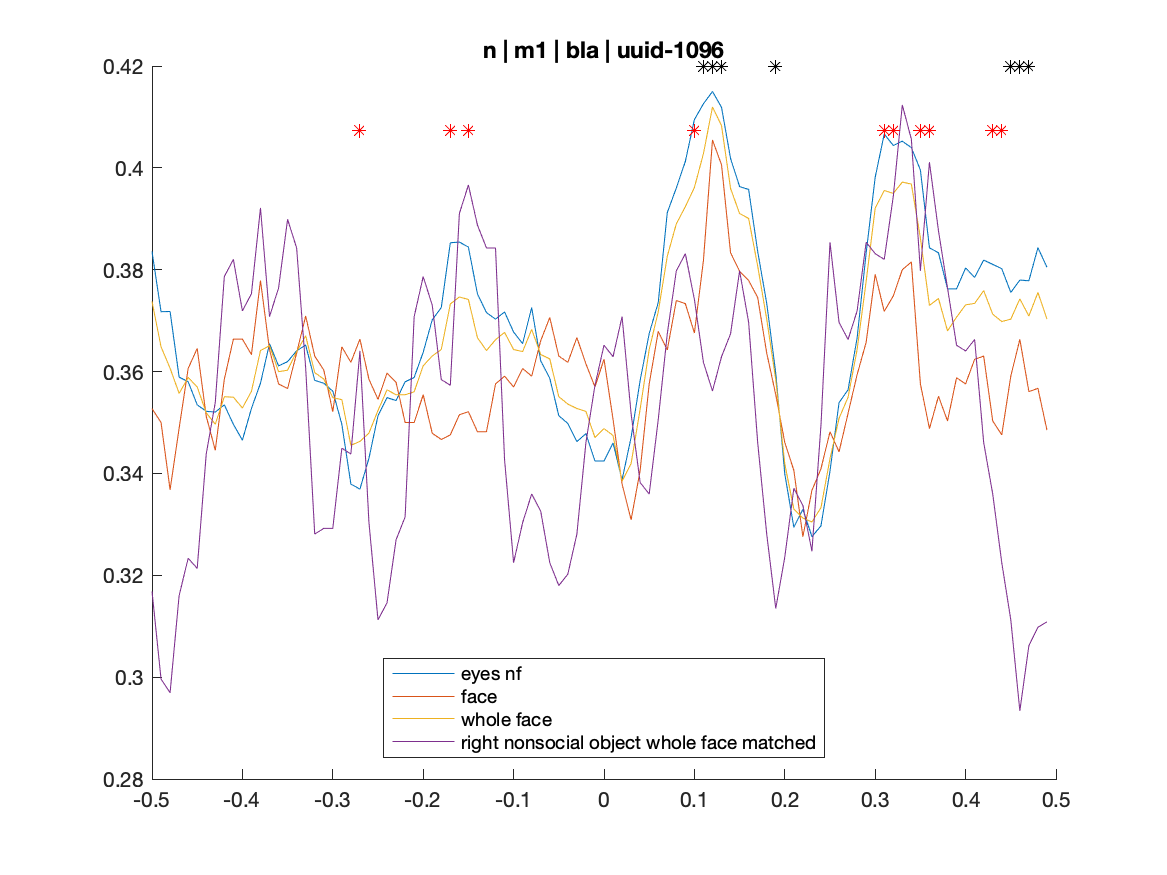 n | m1 | bla | uuid-1096
0.42
0.4
0.38
0.36
0.34
0.32
0.3
0.28
eyes nf
face
whole face
right nonsocial object whole face matched
-0.5 -0.4 -0.3 -0.2 -0.1 0 0.1 0.2 0.3 0.4 0.5